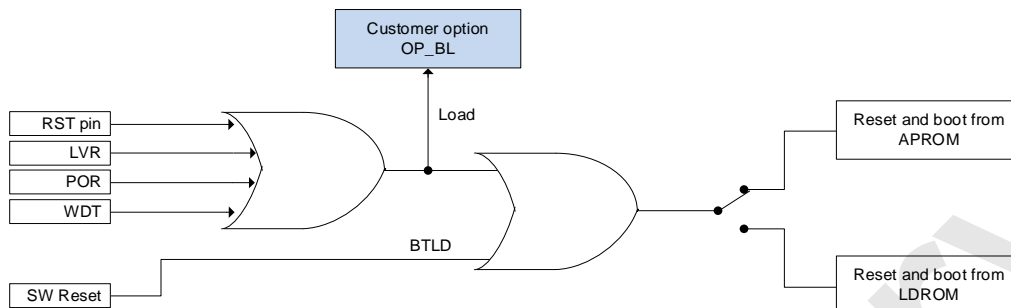 Customer option
OP_BL
Load
RST pin
LVR
POR
WDT
BTLD
SW Reset
Reset and boot from
APROM
Reset and boot from
LDROM